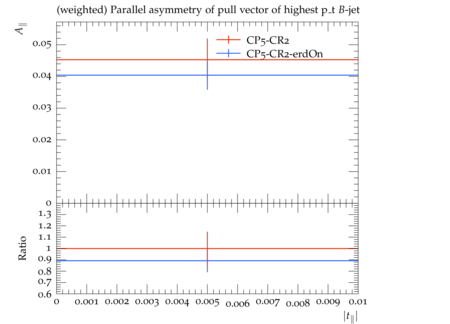 (weighted) Parallel asymmetry of pull vector of highest p_t B-jet
A∥
CP5-CR2
CP5-CR2-erdOn
0.05
0.04
0.03
0.02
0.01
0
Ratio
1.3
1.2
1.1
1
0.9
0.8
0.7
0.6
0 0.001 0.002 0.003 0.004 0.005 0.006 0.007 0.008 0.009 0.01
|t∥|